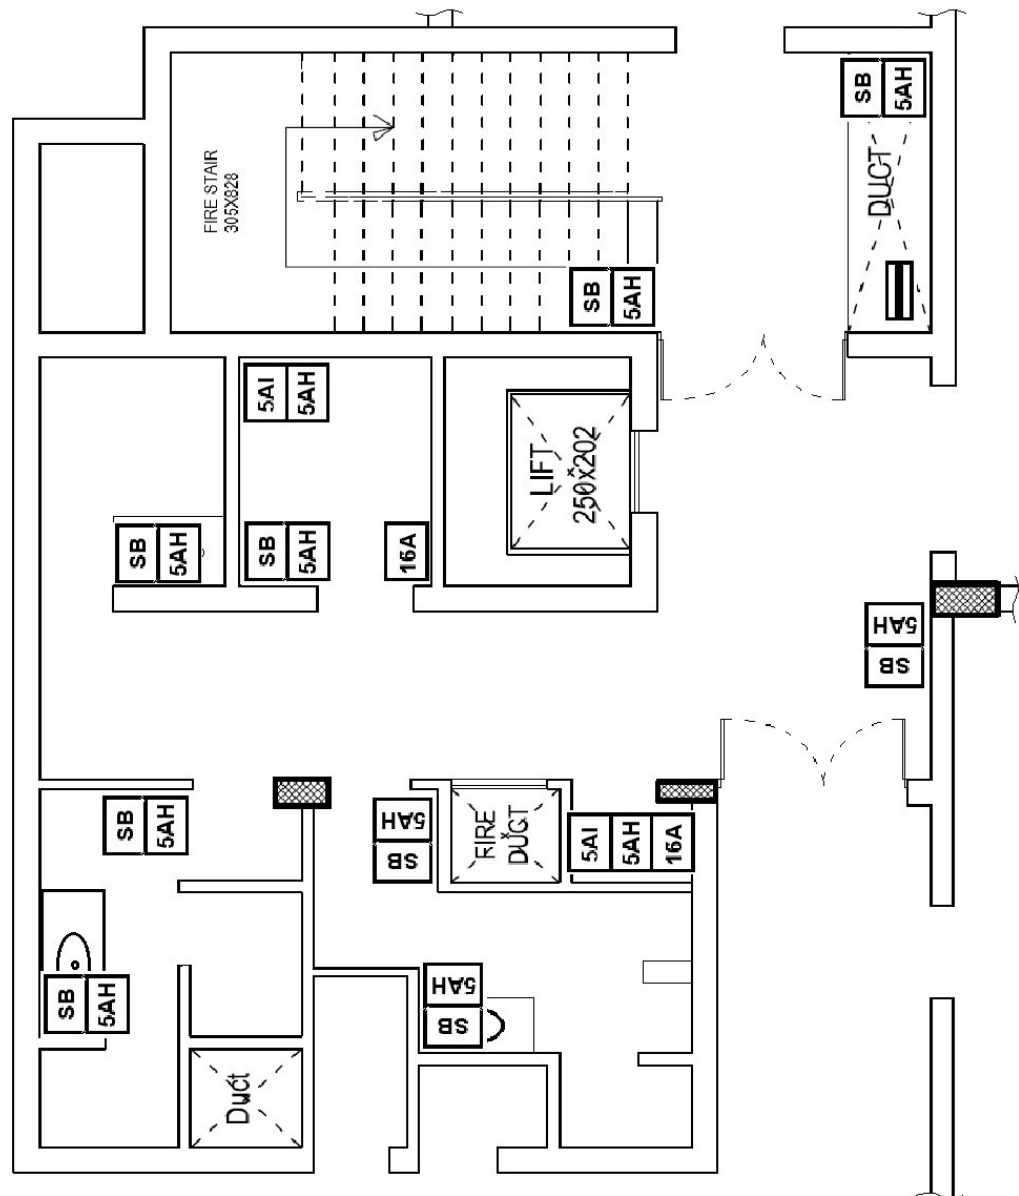 SB
5AH
DUCT
FIRE STAIR
305X828
SB
5AH
5AI
5AH
LIFT
250x202
SB
5AH
SB
5AH
16A
5AH
SB
SB
5AH
5AH
SB
FIRE
DUCT
5AI
5AH
16A
SB
5AH
5AH
SB
Duct